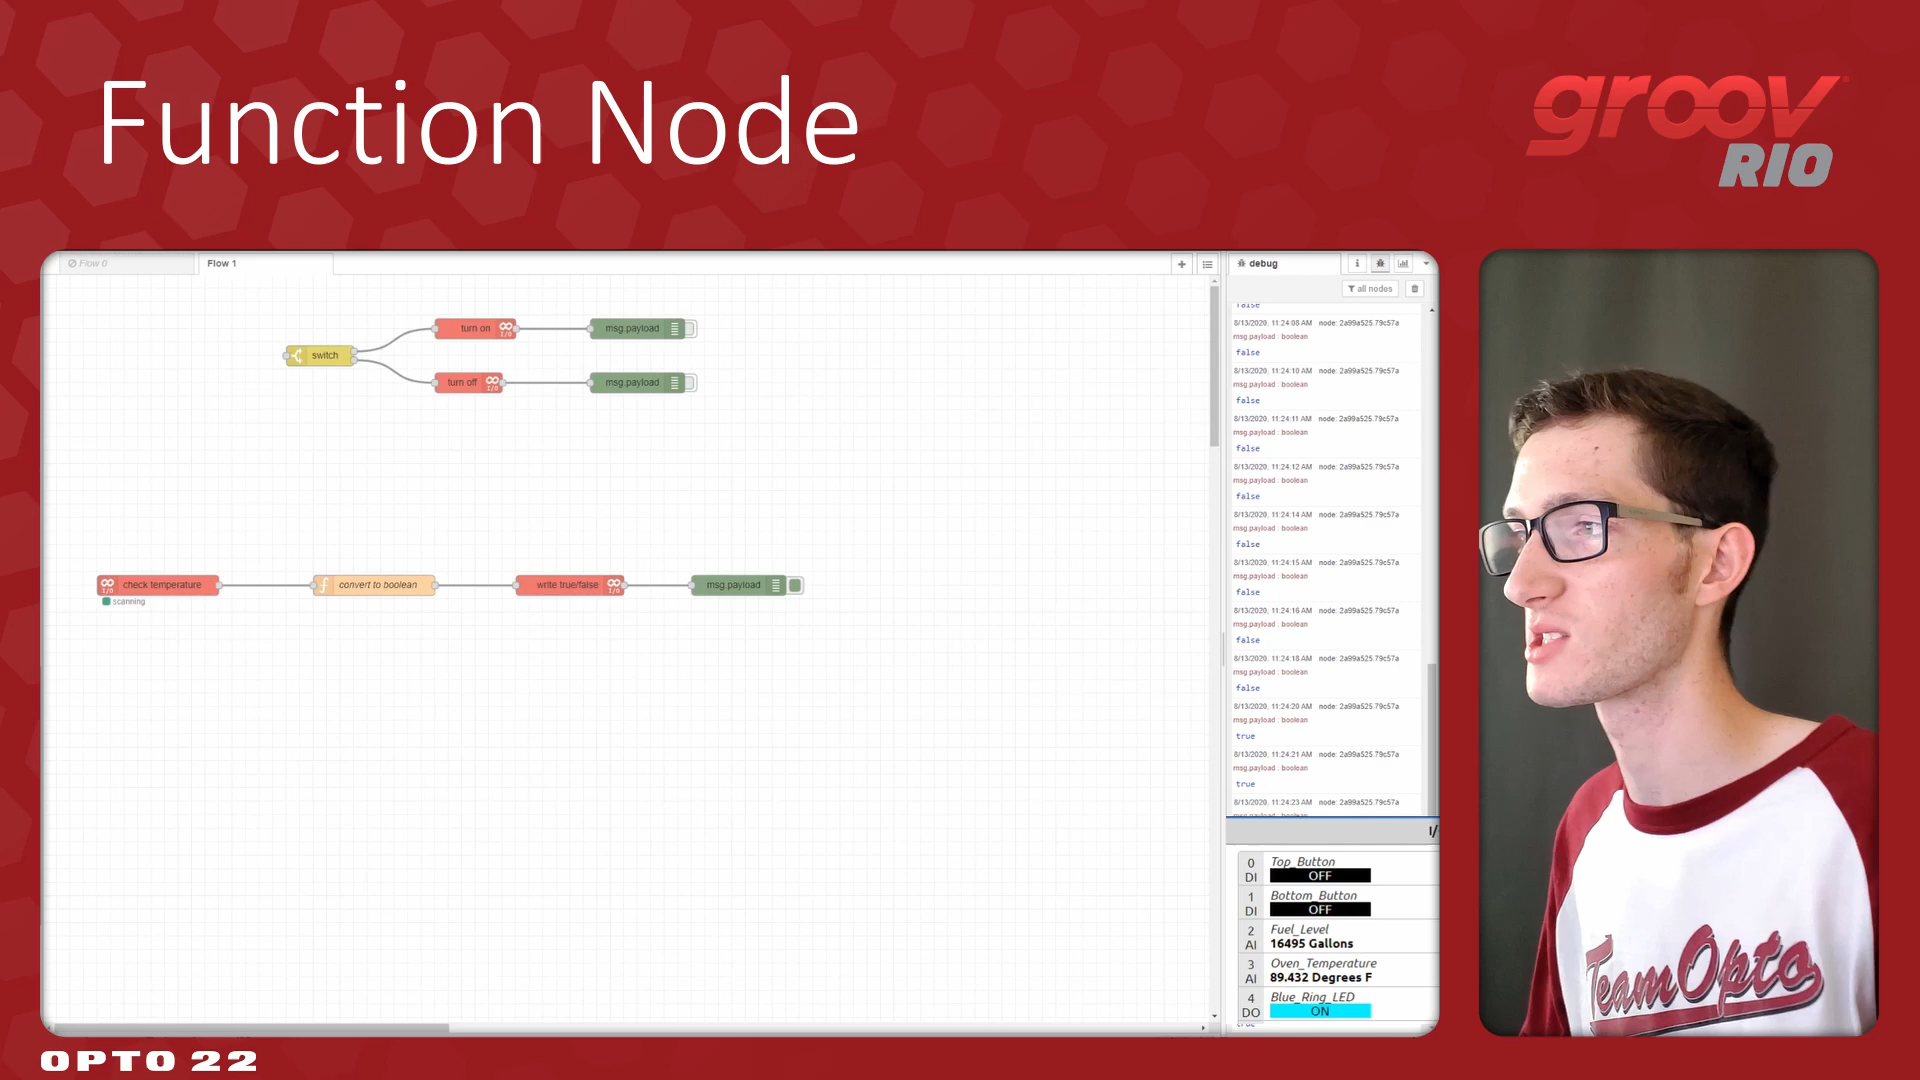 Function Node
groov
RIO
Flow 0
Flow 1
debug
i
all nodes
switch
turn on
I/O
msg.payload
turn off
I/O
msg.payload
check temperature
I/O
scanning
convert to boolean
write true/false
I/O
msg.payload
false
8/13/2020, 11:24:08 AM node: 2a99a525.79c57a
msg.payload : boolean
false
8/13/2020, 11:24:10 AM node: 2a99a525.79c57a
msg.payload : boolean
false
8/13/2020, 11:24:11 AM node: 2a99a525.79c57a
msg.payload : boolean
false
8/13/2020, 11:24:12 AM node: 2a99a525.79c57a
msg.payload : boolean
false
8/13/2020, 11:24:14 AM node: 2a99a525.79c57a
msg.payload : boolean
false
8/13/2020, 11:24:15 AM node: 2a99a525.79c57a
msg.payload : boolean
false
8/13/2020, 11:24:16 AM node: 2a99a525.79c57a
msg.payload : boolean
false
8/13/2020, 11:24:18 AM node: 2a99a525.79c57a
msg.payload : boolean
false
8/13/2020, 11:24:20 AM node: 2a99a525.79c57a
msg.payload : boolean
true
8/13/2020, 11:24:21 AM node: 2a99a525.79c57a
msg.payload : boolean
true
8/13/2020, 11:24:23 AM node: 2a99a525.79c57a
I/
0 Top_Button
DI OFF
1 Bottom_Button
DI OFF
2 Fuel_Level
AI 16495 Gallons
3 Oven_Temperature
AI 89.432 Degrees F
4 Blue_Ring_LED
DO ON
TeamOpto
OPTO 22